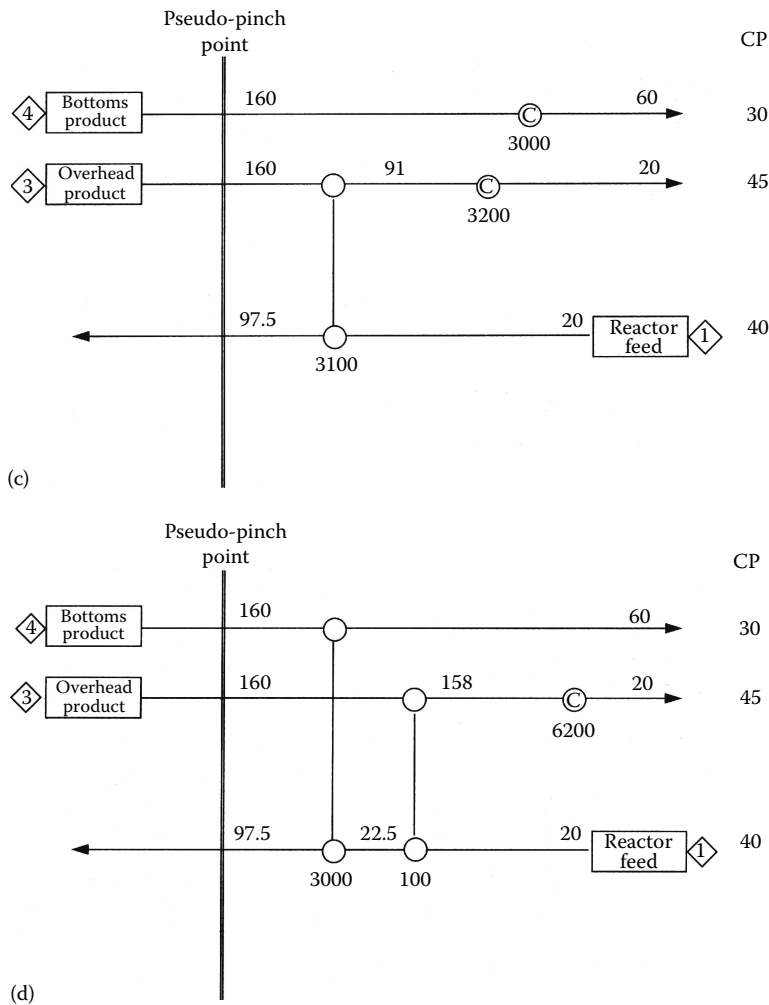 Pseudo-pinch
point
CP
4
Bottoms
product
160
C
60
30
3000
3
Overhead
product
160
91
C
20
45
3200
97.5
20
Reactor
feed
1
40
3100
(c)
Pseudo-pinch
point
CP
4
Bottoms
product
160
60
30
3
Overhead
product
160
158
C
20
45
6200
97.5
22.5
20
Reactor
feed
1
40
3000
100
(d)